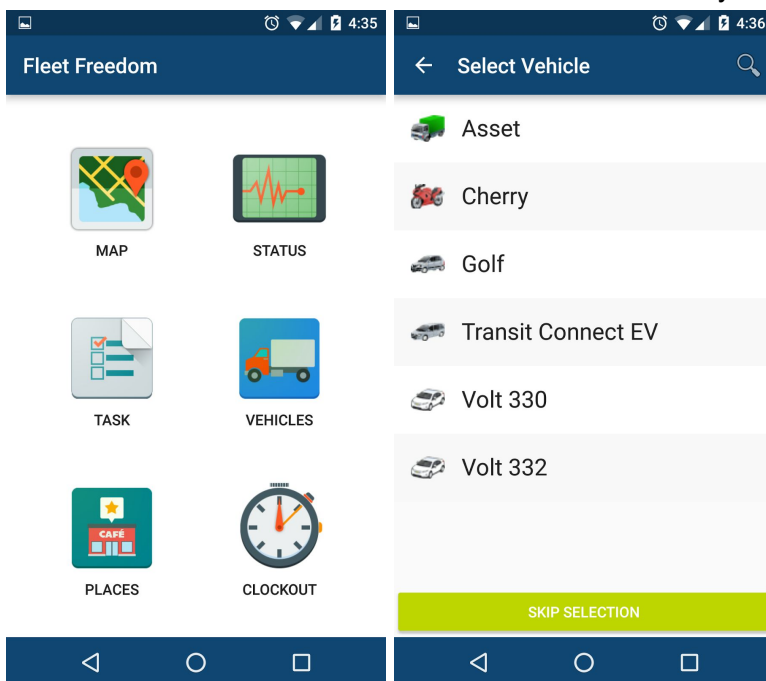 4:35
Fleet Freedom
MAP
STATUS
TASK
VEHICLES
CAFÉ
PLACES
CLOCKOUT
4:36
Select Vehicle
Asset
Cherry
Golf
Transit Connect EV
Volt 330
Volt 332
SKIP SELECTION